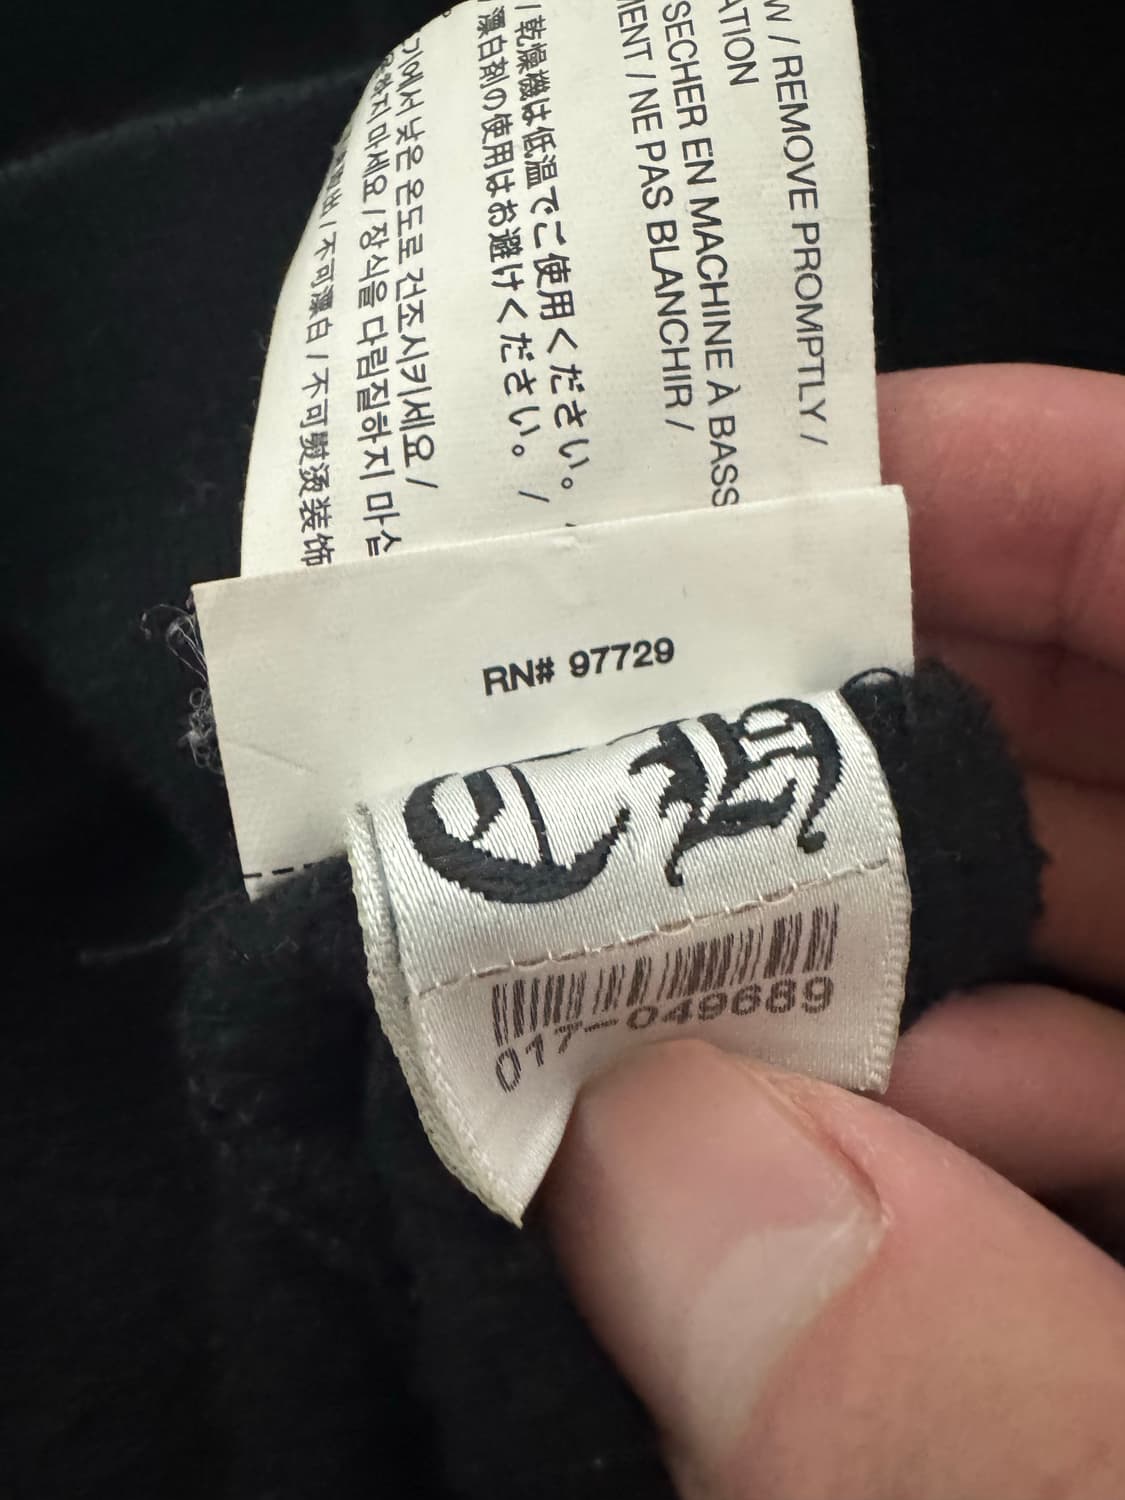 W / REMOVE PROMPTLY /
ATION
SECHER EN MACHINE À BASS
MENT / NE PAS BLANCHIR /
/ 乾燥機は低温でご使用ください。
/ 漂白剤の使用はお避けください。 /
기에서 낮은 온도로 건조시키세요 /
하지 마세요 / 장식을 다림질하지 마
/ 不可漂白 / 不可熨烫装饰
RN# 97729
CH
017-049689